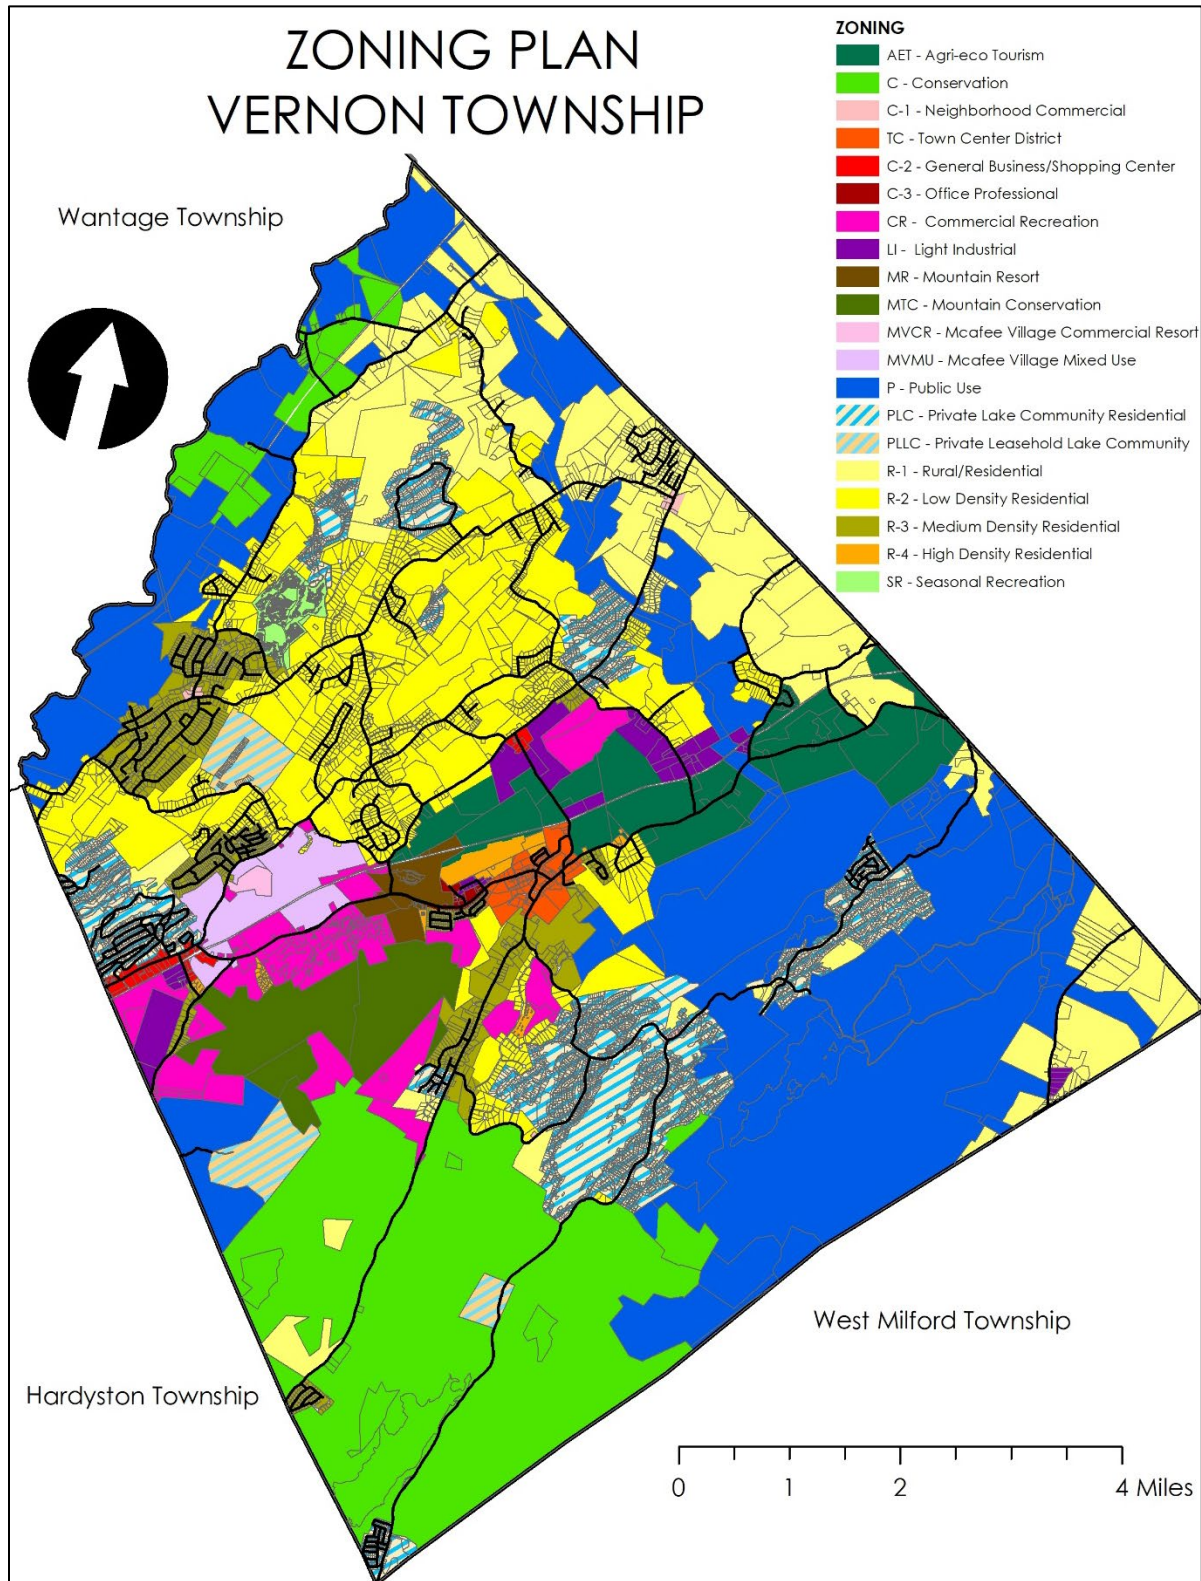 ZONING PLAN
VERNON TOWNSHIP
ZONING
AET - Agri-eco Tourism
C - Conservation
C-1 - Neighborhood Commercial
TC - Town Center District
C-2 - General Business/Shopping Center
C-3 - Office Professional
CR - Commercial Recreation
LI - Light Industrial
MR - Mountain Resort
MTC - Mountain Conservation
MVCR - Mcafee Village Commercial Resort
MVMU - Mcafee Village Mixed Use
P - Public Use
PLC - Private Lake Community Residential
PLLC - Private Leasehold Lake Community
R-1 - Rural/Residential
R-2 - Low Density Residential
R-3 - Medium Density Residential
R-4 - High Density Residential
SR - Seasonal Recreation
Wantage Township
West Milford Township
Hardyston Township
0 1 2 4 Miles